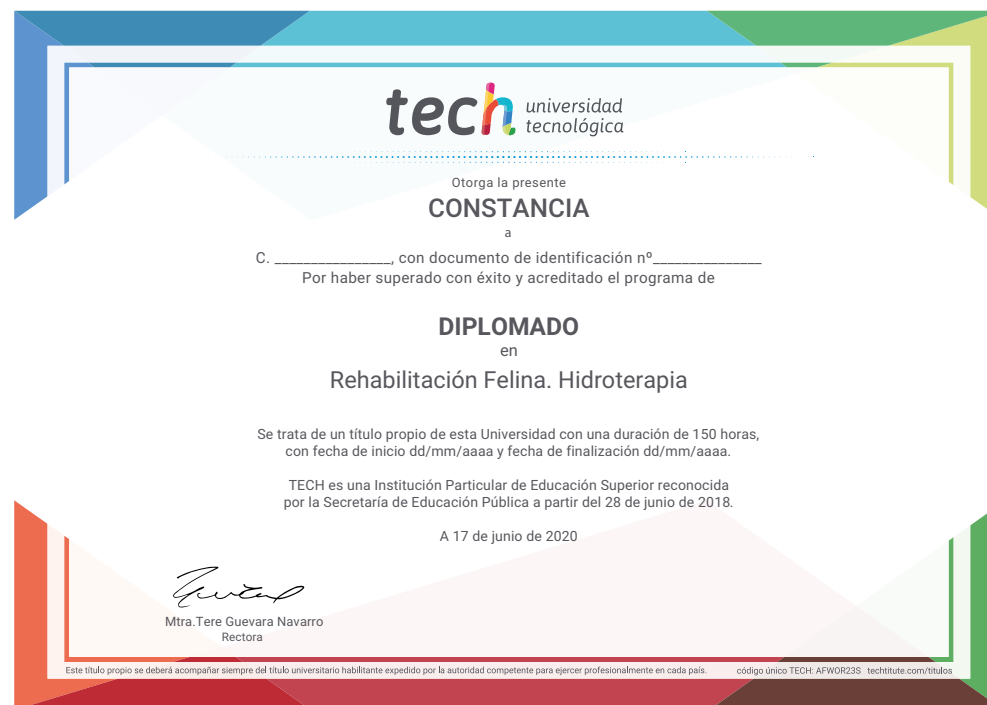 tech universidad
tecnológica
Otorga la presente
CONSTANCIA
a
C. ________________, con documento de identificación nº_______________
Por haber superado con éxito y acreditado el programa de
DIPLOMADO
en
Rehabilitación Felina. Hidroterapia
Se trata de un título propio de esta Universidad con una duración de 150 horas,
con fecha de inicio dd/mm/aaaa y fecha de finalización dd/mm/aaaa.
TECH es una Institución Particular de Educación Superior reconocida
por la Secretaría de Educación Pública a partir del 28 de junio de 2018.
A 17 de junio de 2020
Mtra.Tere Guevara Navarro
Rectora
Este título propio se deberá acompañar siempre del título universitario habilitante expedido por la autoridad competente para ejercer profesionalmente en cada país. código único TECH: AFWOR23S techtitute.com/titulos